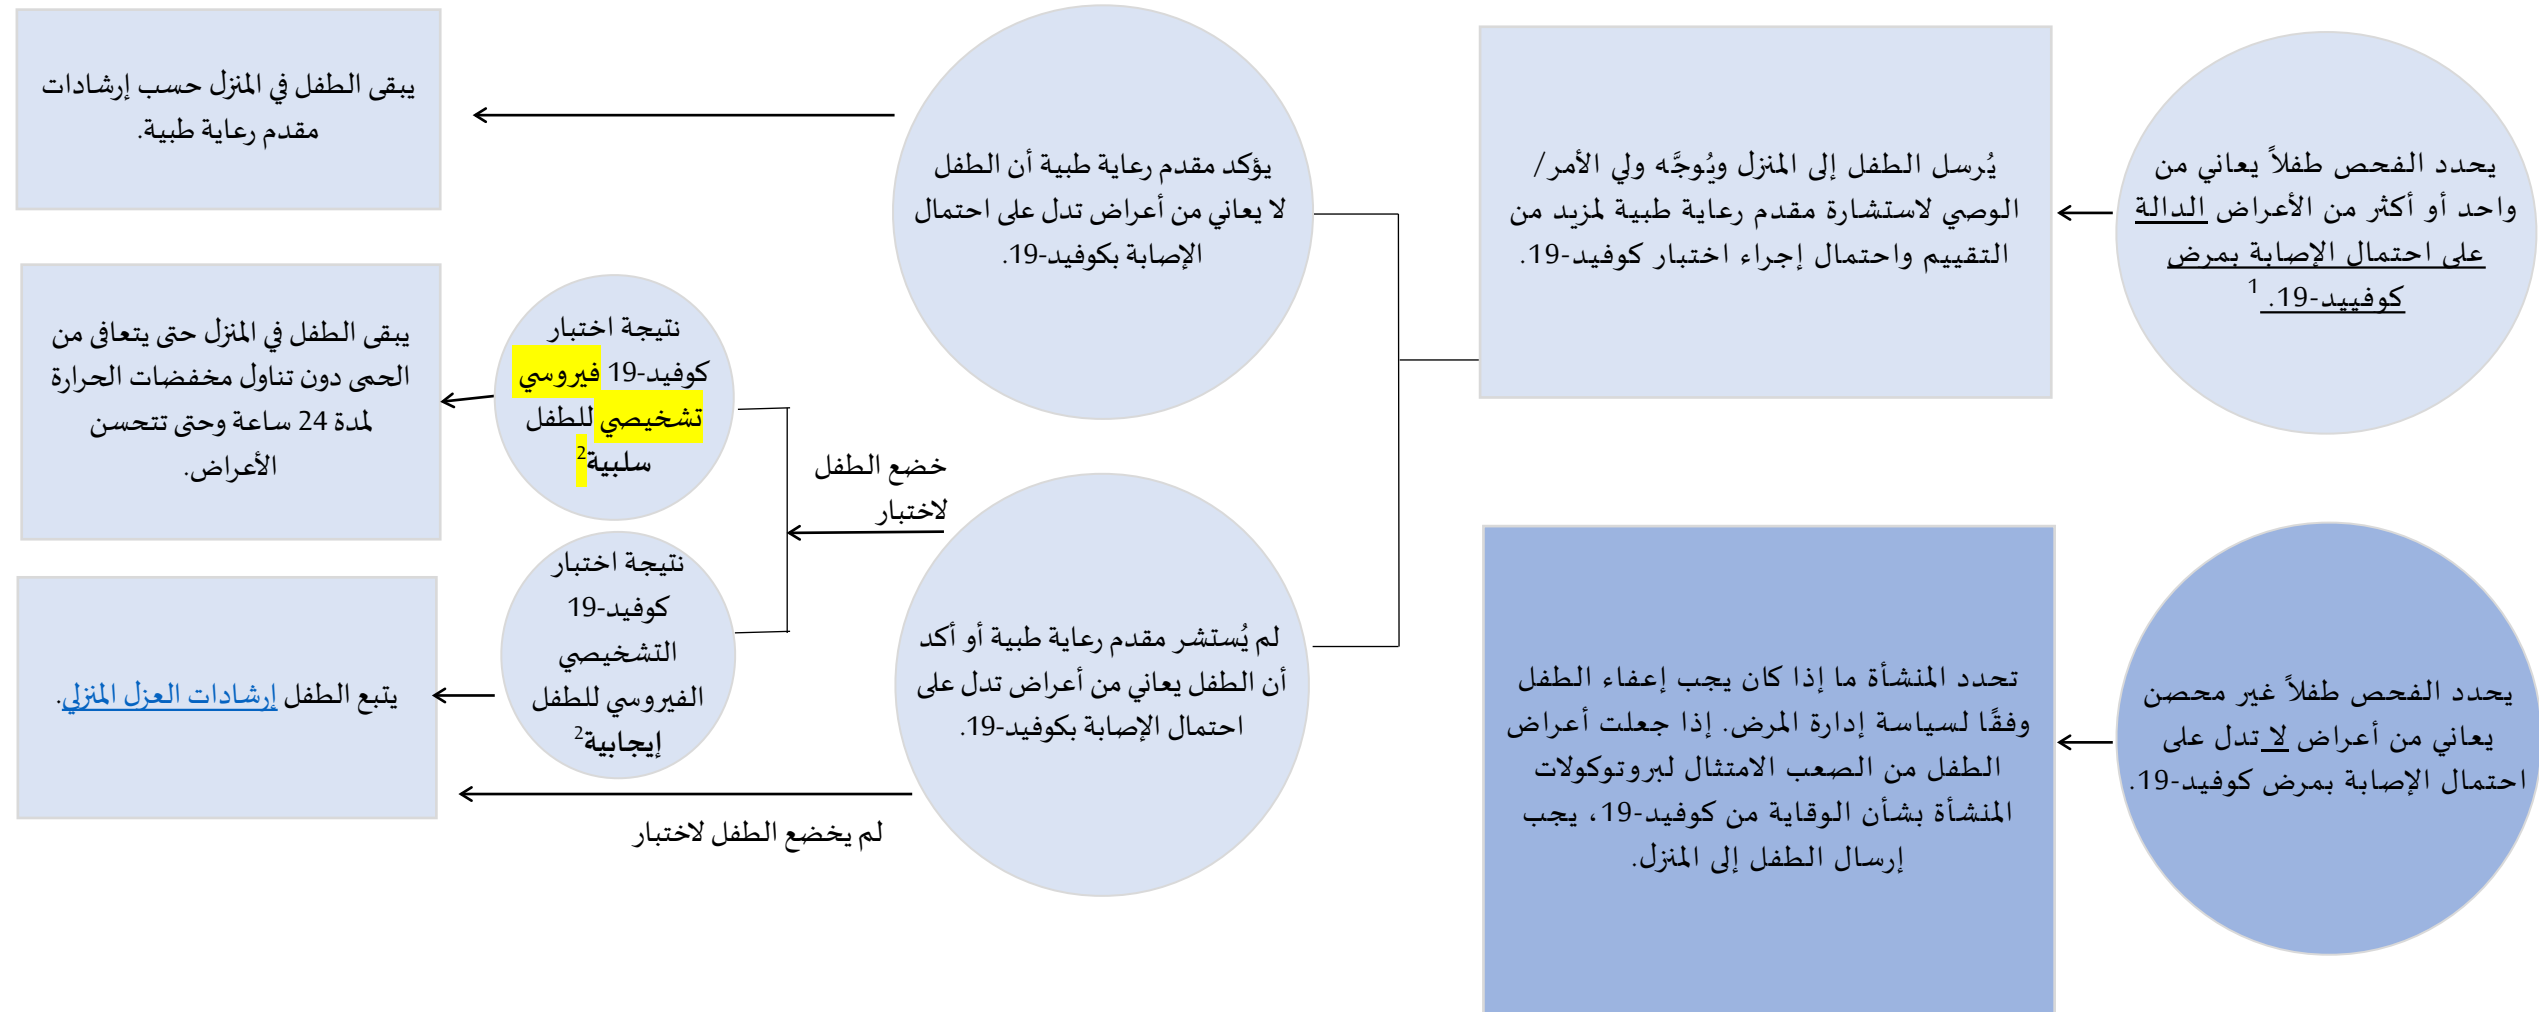 يحدد الفحص طفلاً يعاني من
واحد أو أكثر من الأعراض الدالة
على احتمال الإصابة بمرض
كوفييد-19. 1
يُرسل الطفل إلى المنزل ويُوجَّه ولي الأمر/
الوصي لاستشارة مقدم رعاية طبية لمزيد من
التقييم واحتمال إجراء اختبار كوفيد-19.
يؤكد مقدم رعاية طبية أن الطفل
لا يعاني من أعراض تدل على احتمال
الإصابة بكوفيد-19.
يبقى الطفل في المنزل حسب إرشادات
مقدم رعاية طبية.
لم يُستشر مقدم رعاية طبية أو أكد
أن الطفل يعاني من أعراض تدل على
احتمال الإصابة بكوفيد-19.
خضع الطفل
لاختبار
نتيجة اختبار
كوفيد-19 فيروسي
تشخيصي للطفل
سلبية2
يبقى الطفل في المنزل حتى يتعافى من
الحمى دون تناول مخفضات الحرارة
لمدة 24 ساعة وحتى تتحسن
الأعراض.
نتيجة اختبار
كوفيد-19
التشخيصي
الفيروسي للطفل
إيجابية2
يتبع الطفل إرشادات العزل المنزلي.
لم يخضع الطفل لاختبار
يحدد الفحص طفلاً غير محصن
يعاني من أعراض لا تدل على
احتمال الإصابة بمرض كوفيد-19.
تحدد المنشأة ما إذا كان يجب إعفاء الطفل
وفقًا لسياسة إدارة المرض. إذا جعلت أعراض
الطفل من الصعب الامتثال لبروتوكولات
المنشأة بشأن الوقاية من كوفيد-19، يجب
إرسال الطفل إلى المنزل.